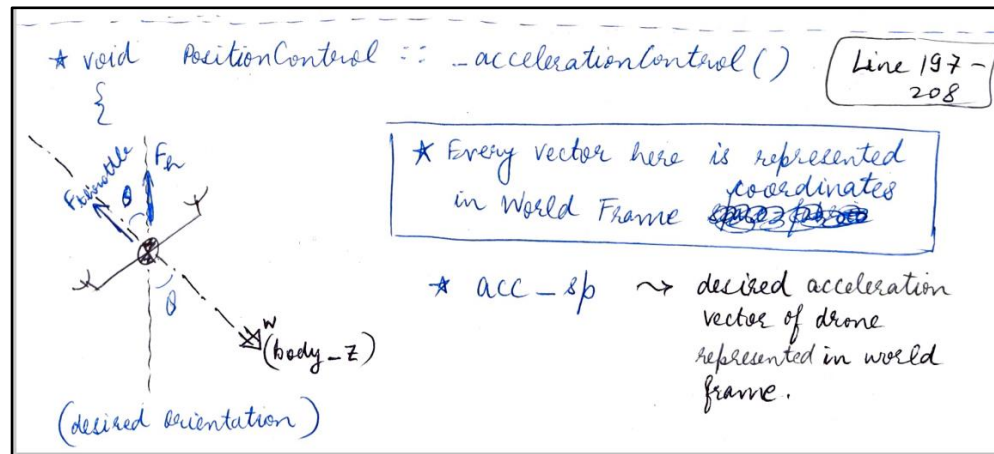 * void PositionControl :: _accelerationControl()
Line 197 -
208
{
F_throttle
θ
F_h
* Every vector here is represented
coordinates
in World Frame
θ
* acc_sp ⤳ desired acceleration
vector of drone
represented in world
frame.
w
(body_z)
(desired orientation)